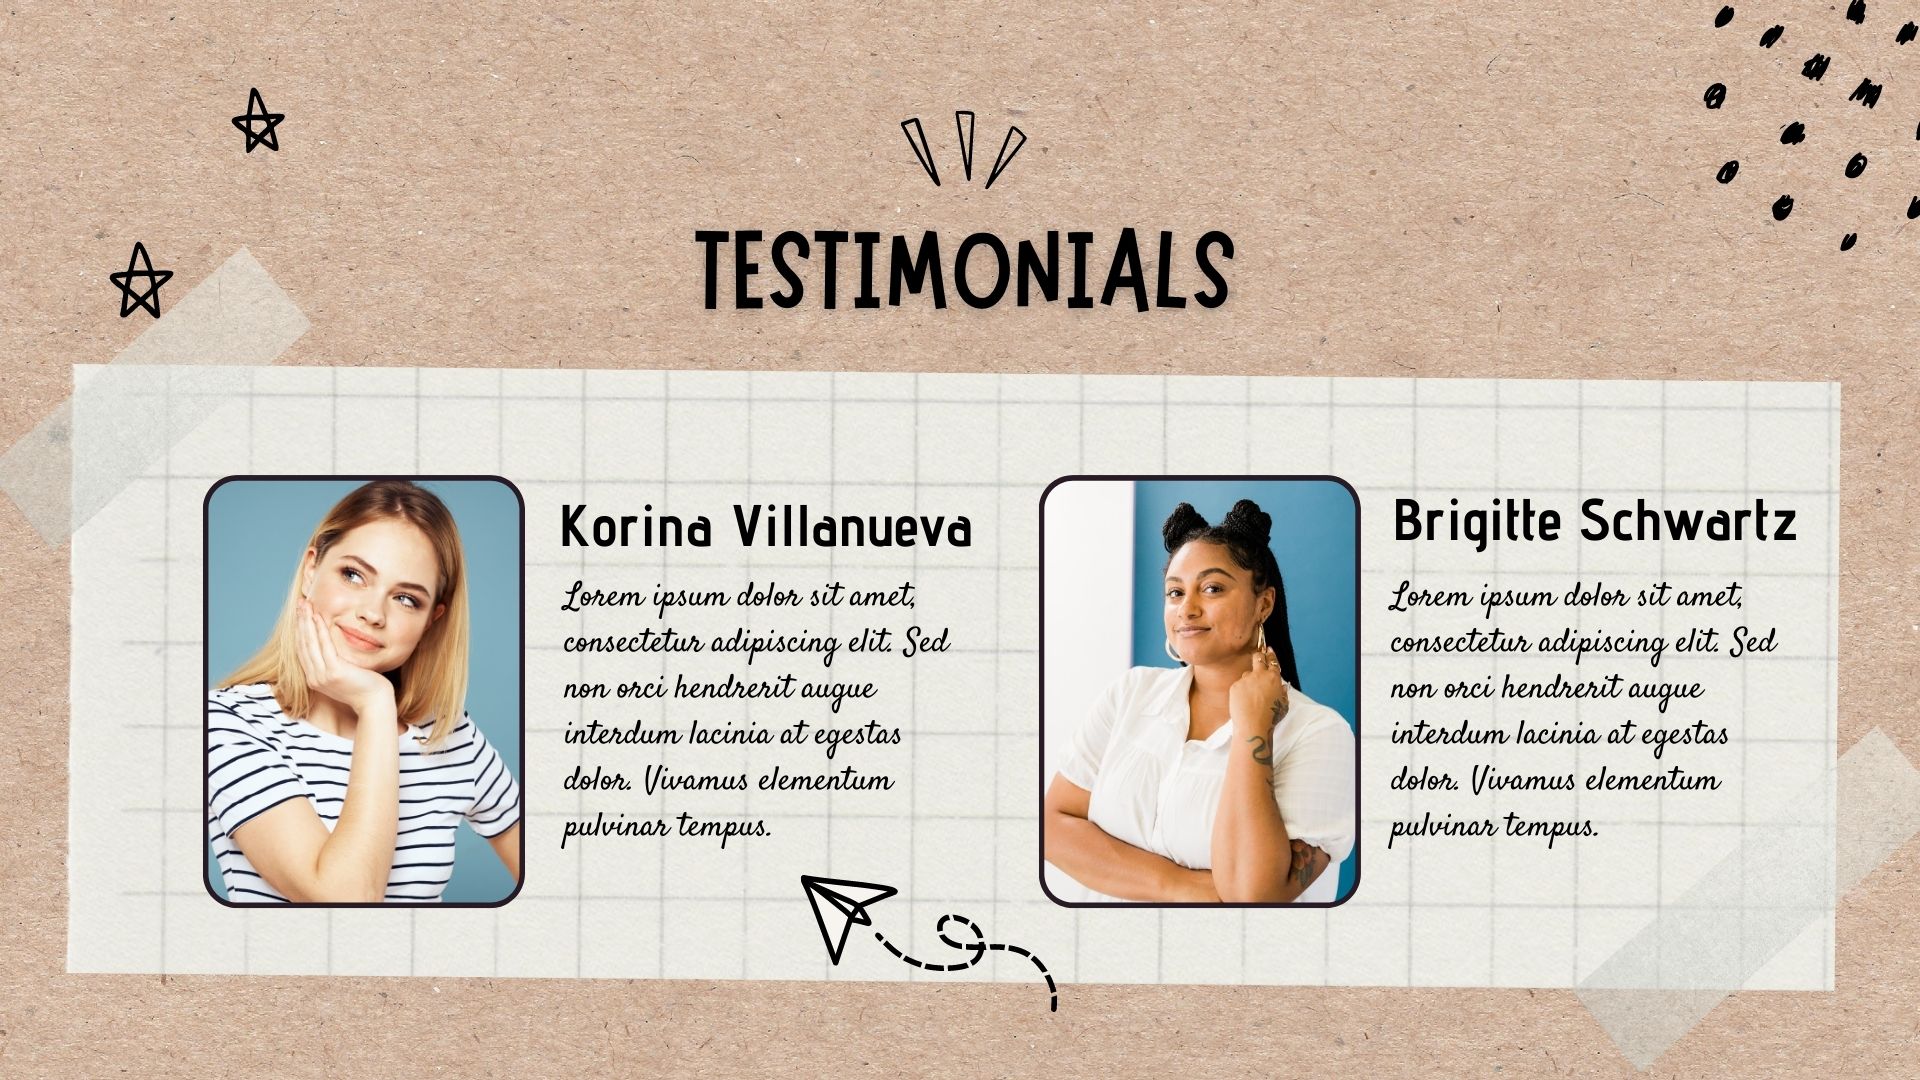 TESTIMONIALS
Korina Villanueva
Lorem ipsum dolor sit amet,
consectetur adipiscing elit. Sed
non orci hendrerit augue
interdum lacinia at egestas
dolor. Vivamus elementum
pulvinar tempus.
Brigitte Schwartz
Lorem ipsum dolor sit amet,
consectetur adipiscing elit. Sed
non orci hendrerit augue
interdum lacinia at egestas
dolor. Vivamus elementum
pulvinar tempus.